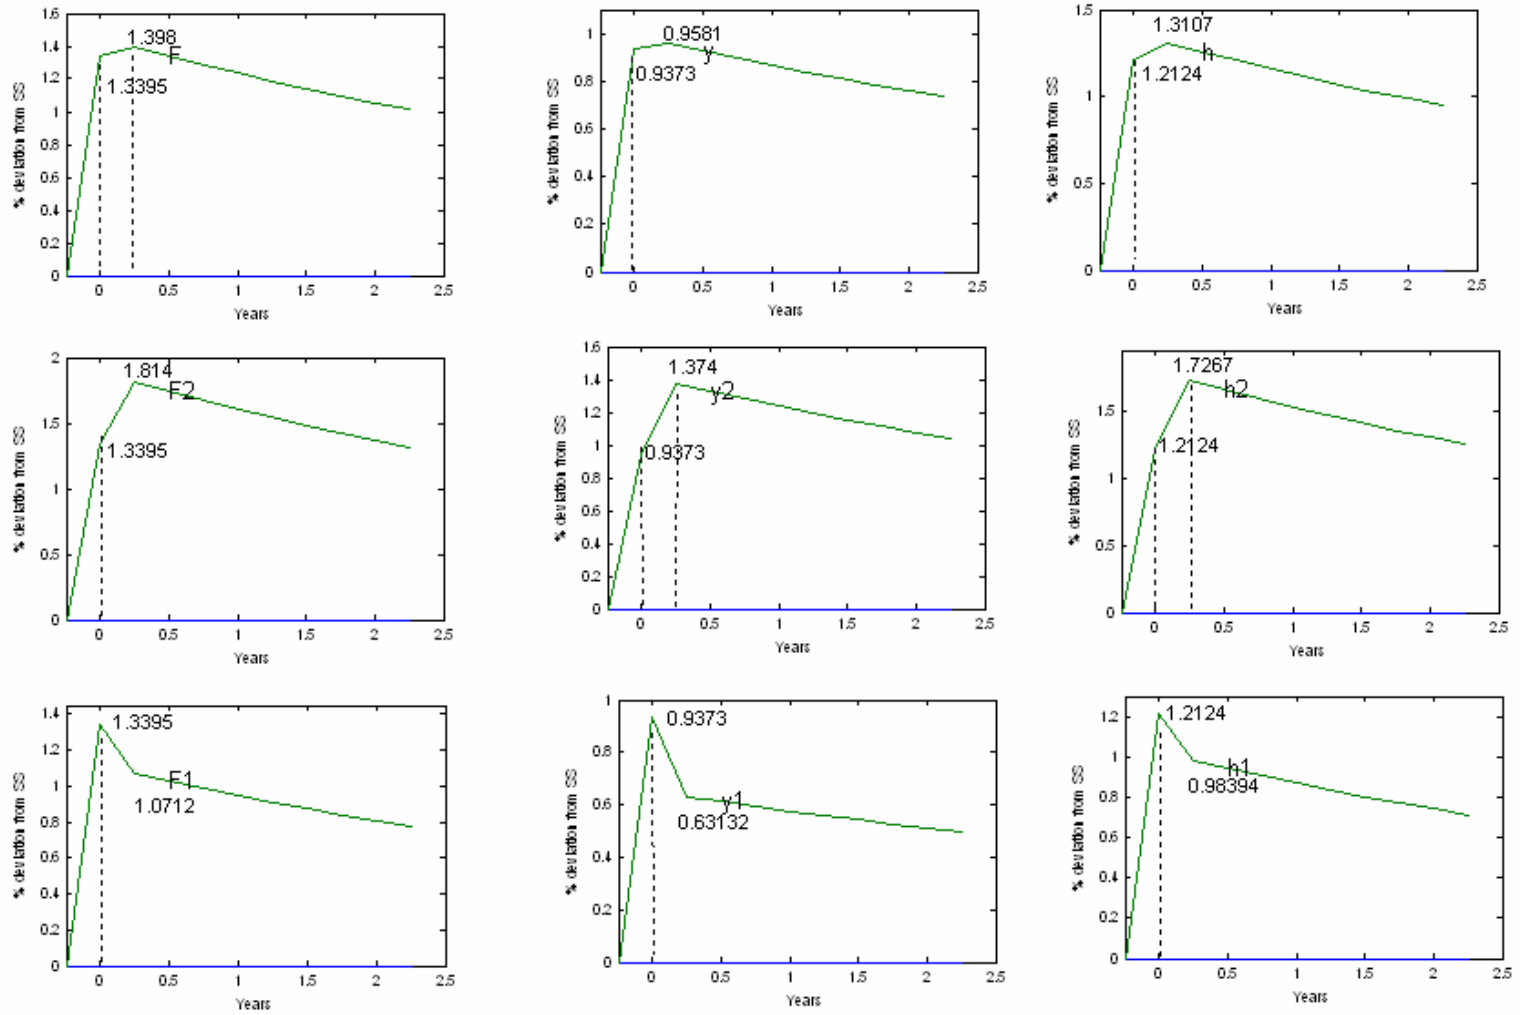 1.6
1.4
1.2
1
0.8
0.6
0.4
0.2
0
% deviation from SS
1.398
F
1.3395
0 0.5 1 1.5 2 2.5
Years
1
0.8
0.6
0.4
0.2
0
% deviation from SS
0.9581
y
0.9373
0 0.5 1 1.5 2 2.5
Years
1.5
1
0.5
0
% deviation from SS
1.3107
h
1.2124
0 0.5 1 1.5 2 2.5
Years
2
1.5
1
0.5
0
% deviation from SS
1.814
F2
1.3395
0 0.5 1 1.5 2 2.5
Years
1.6
1.4
1.2
1
0.8
0.6
0.4
0.2
0
% deviation from SS
1.374
y2
0.9373
0 0.5 1 1.5 2 2.5
Years
1.5
1
0.5
0
% deviation from SS
1.7267
h2
1.2124
0 0.5 1 1.5 2 2.5
Years
1.4
1.2
1
0.8
0.6
0.4
0.2
0
% deviation from SS
1.3395
F1
1.0712
0 0.5 1 1.5 2 2.5
Years
1
0.8
0.6
0.4
0.2
0
% deviation from SS
0.9373
y1
0.63132
0 0.5 1 1.5 2 2.5
Years
1.2
1
0.8
0.6
0.4
0.2
0
% deviation from SS
1.2124
h1
0.98394
0 0.5 1 1.5 2 2.5
Years